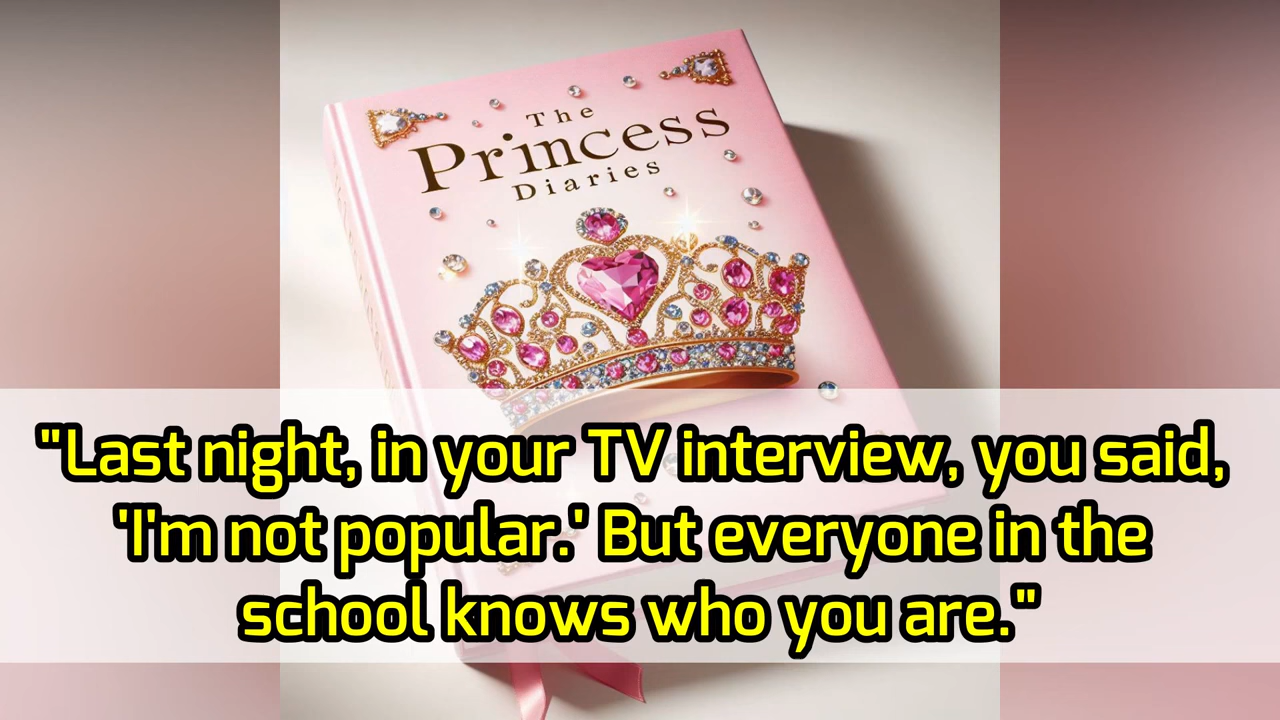 The
Princess
Diaries
"Last night, in your TV interview, you said,
'I'm not popular.' But everyone in the
school knows who you are."